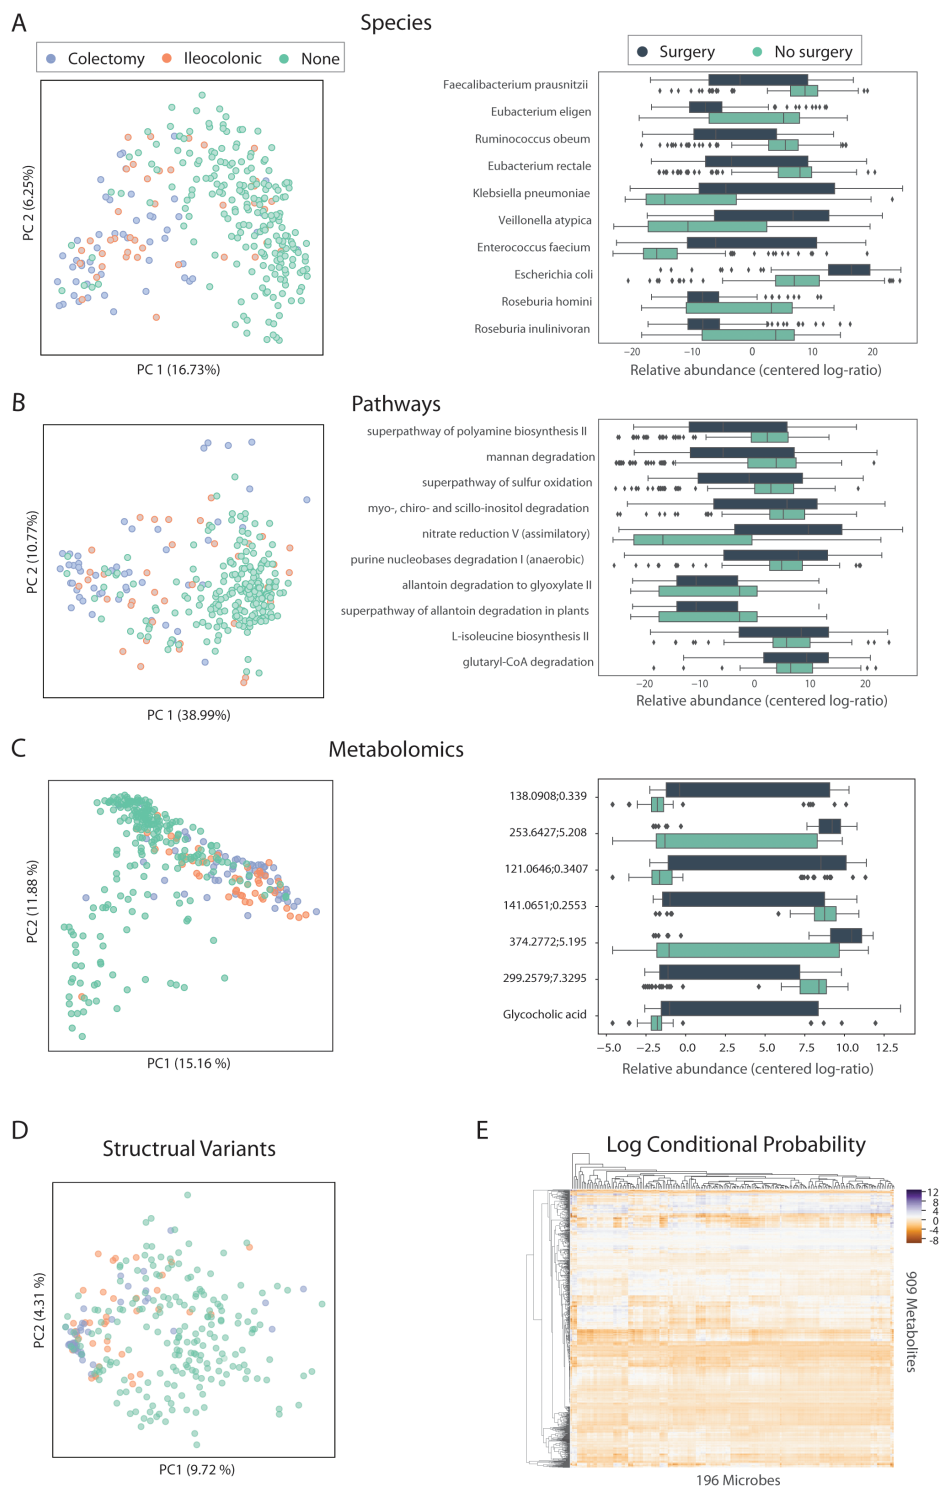 A
Species
Colectomy Ileocolonic None
Surgery No surgery
PC 2 (6.25%)
PC 1 (16.73%)
Faecalibacterium prausnitzii
Eubacterium eligen
Ruminococcus obeum
Eubacterium rectale
Klebsiella pneumoniae
Veillonella atypica
Enterococcus faecium
Escherichia coli
Roseburia homini
Roseburia inulinivoran
−20 −10 0 10 20
Relative abundance (centered log-ratio)
B
Pathways
PC 2 (10.77%)
PC 1 (38.99%)
superpathway of polyamine biosynthesis II
mannan degradation
superpathway of sulfur oxidation
myo-, chiro- and scillo-inositol degradation
nitrate reduction V (assimilatory)
purine nucleobases degradation I (anaerobic)
allantoin degradation to glyoxylate II
superpathway of allantoin degradation in plants
L-isoleucine biosynthesis II
glutaryl-CoA degradation
−20 −10 0 10 20
Relative abundance (centered log-ratio)
C
Metabolomics
PC2 (11.88 %)
PC1 (15.16 %)
138.0908;0.339
253.6427;5.208
121.0646;0.3407
141.0651;0.2553
374.2772;5.195
299.2579;7.3295
Glycocholic acid
−5.0 −2.5 0.0 2.5 5.0 7.5 10.0 12.5
Relative abundance (centered log-ratio)
D
Structrual Variants
PC2 (4.31 %)
PC1 (9.72 %)
E
Log Conditional Probability
12
8
4
0
-4
-8
909 Metabolites
196 Microbes